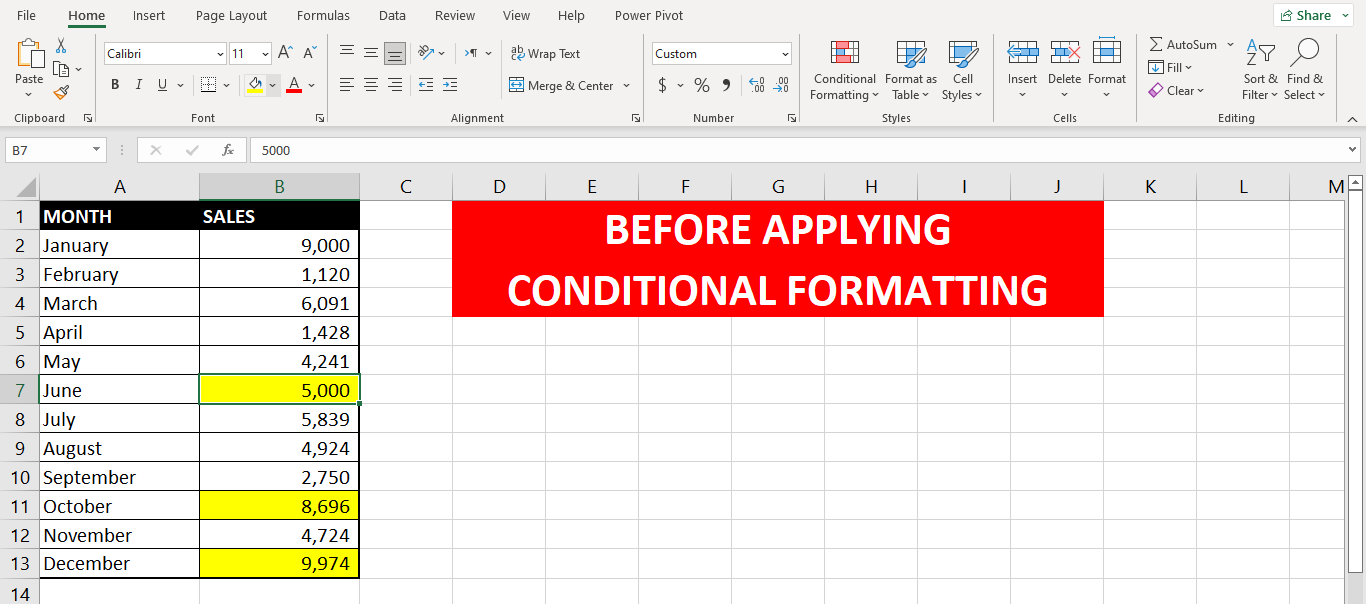 File Home Insert Page Layout Formulas Data Review View Help Power Pivot Share
Paste
Calibri 11 A A
B I U A
ab Wrap Text
Merge & Center
Custom
$ % 9 .00 .00
Conditional Formatting
Format as Table
Cell Styles
Insert Delete Format
AutoSum
Fill
Clear
Sort & Filter
Find & Select
Clipboard Font Alignment Number Styles Cells Editing
B7 fx 5000
A B C D E F G H I J K L M
1 MONTH SALES
2 January 9,000
3 February 1,120
4 March 6,091
5 April 1,428
6 May 4,241
7 June 5,000
8 July 5,839
9 August 4,924
10 September 2,750
11 October 8,696
12 November 4,724
13 December 9,974
14
BEFORE APPLYING
CONDITIONAL FORMATTING